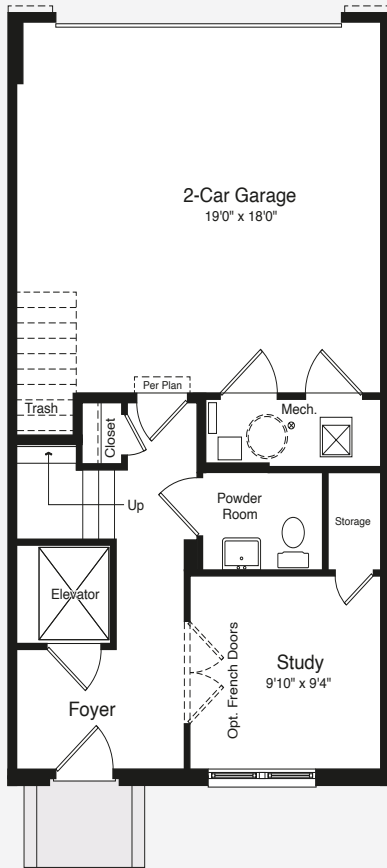 2-Car Garage
19'0" x 18'0"
Per Plan
Trash
Closet
Mech.
Up
Powder
Room
Storage
Elevator
Opt. French Doors
Study
9'10" x 9'4"
Foyer